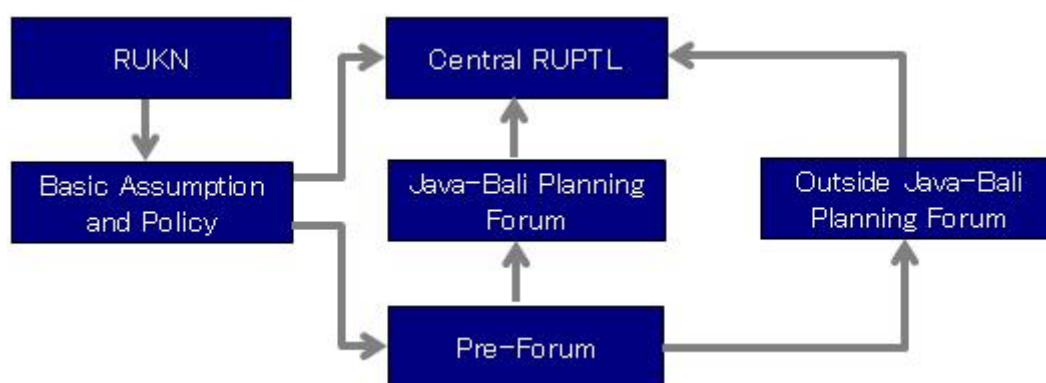 RUKN
Central RUPTL
Basic Assumption
and Policy
Java-Bali Planning
Forum
Outside Java-Bali
Planning Forum
Pre-Forum